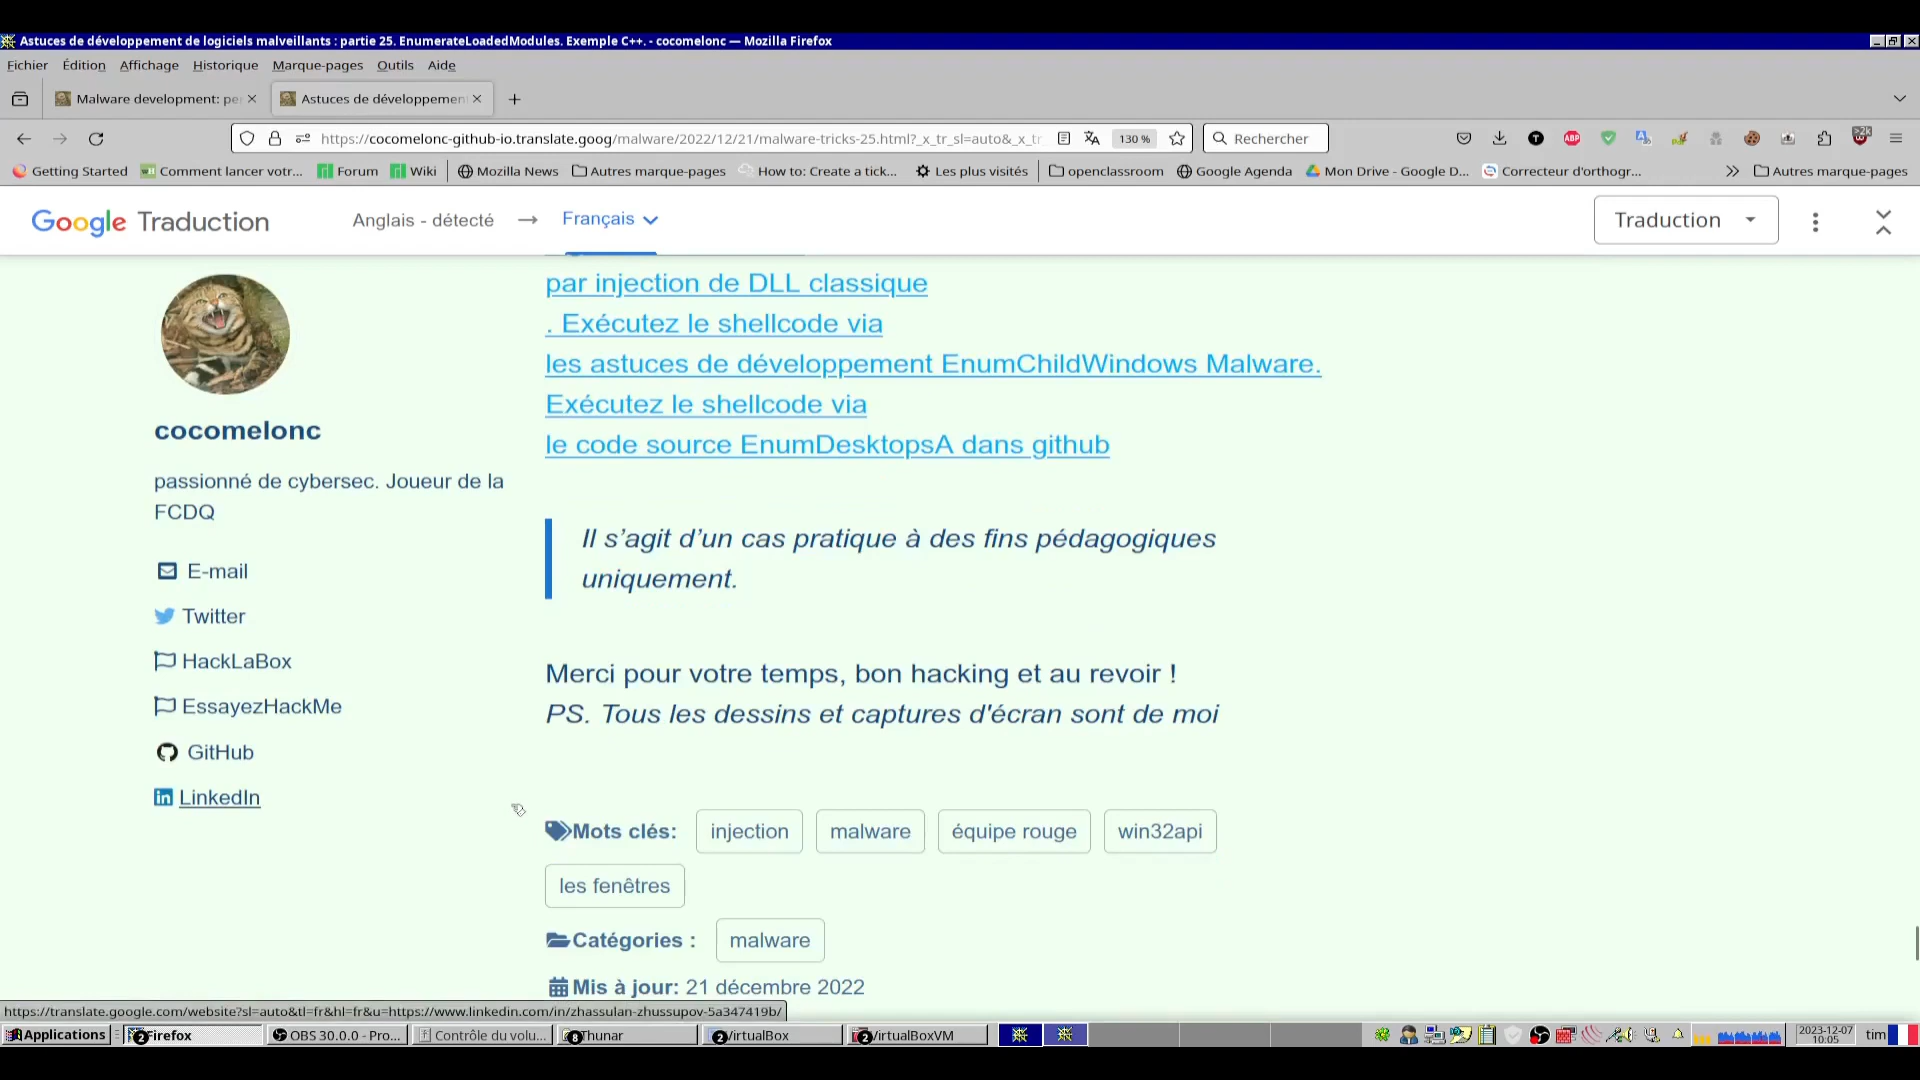 Astuces de développement de logiciels malveillants : partie 25. EnumerateLoadedModules. Exemple C++. - cocomelonc — Mozilla Firefox
Fichier Édition Affichage Historique Marque-pages Outils Aide
Malware development: pe
Astuces de développement
https://cocomelonc-github-io.translate.goog/malware/2022/12/21/malware-tricks-25.html?_x_tr_sl=auto&_x_tr
130 %
Rechercher
Getting Started Comment lancer votr... Forum Wiki Mozilla News Autres marque-pages How to: Create a tick... Les plus visités openclassroom Google Agenda Mon Drive - Google D... Correcteur d'orthogr... Autres marque-pages
Google Traduction Anglais - détecté → Français Traduction
par injection de DLL classique
. Exécutez le shellcode via
les astuces de développement EnumChildWindows Malware.
Exécutez le shellcode via
le code source EnumDesktopsA dans github
cocomelonc
passionné de cybersec. Joueur de la
FCDQ
E-mail
Twitter
HackLaBox
EssayezHackMe
GitHub
LinkedIn
Il s’agit d’un cas pratique à des fins pédagogiques
uniquement.
Merci pour votre temps, bon hacking et au revoir !
PS. Tous les dessins et captures d'écran sont de moi
Mots clés: injection malware équipe rouge win32api
les fenêtres
Catégories : malware
Mis à jour: 21 décembre 2022
https://translate.google.com/website?sl=auto&tl=fr&hl=fr&u=https://www.linkedin.com/in/zhassulan-zhussupov-5a347419b/
Applications 2 Firefox OBS 30.0.0 - Pro... Contrôle du volu... 8 Thunar 2 VirtualBox 2 VirtualBoxVM
2023-12-07
10:05
tim